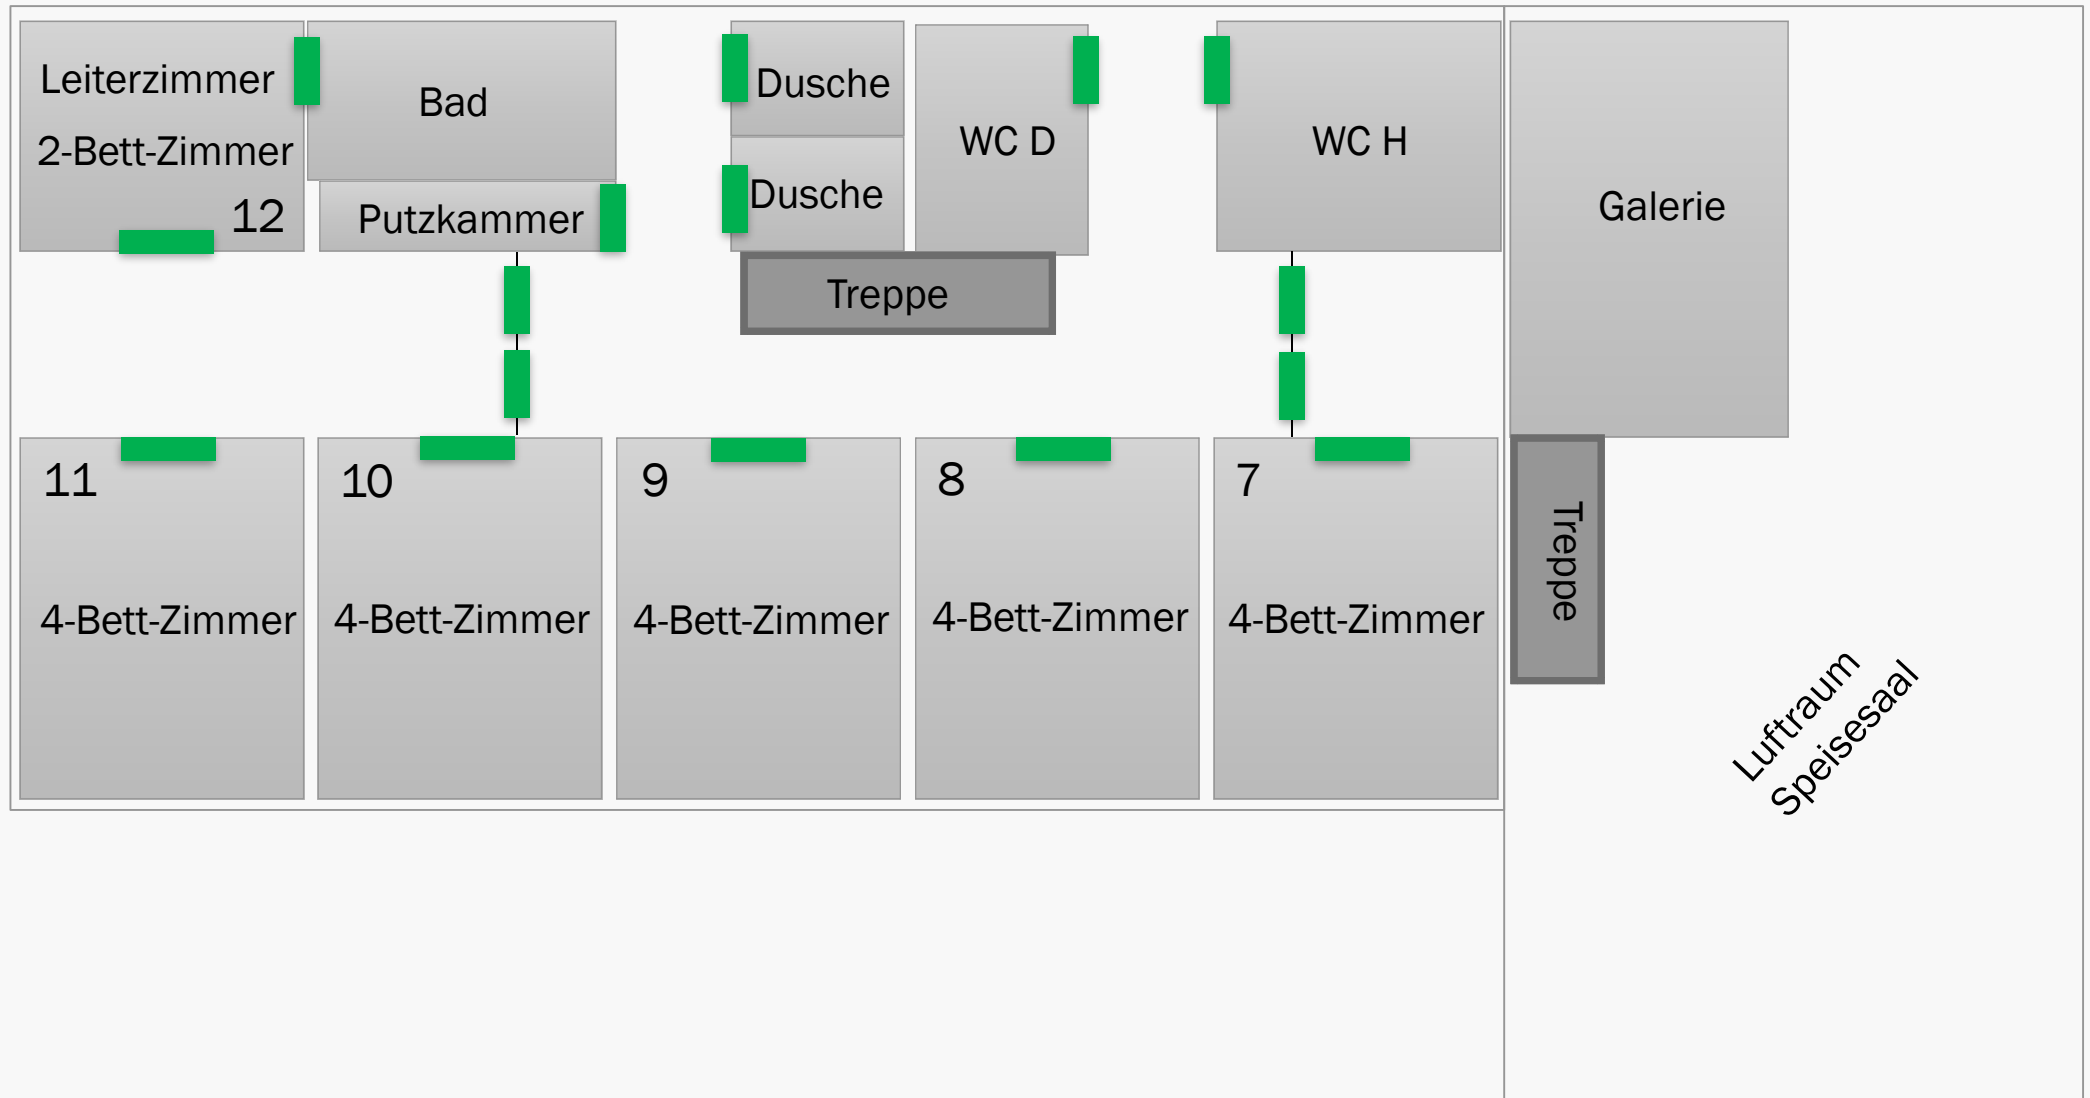 Leiterzimmer
2-Bett-Zimmer
12
Bad
Putzkammer
Dusche
Dusche
WC D
WC H
Galerie
Treppe
11
4-Bett-Zimmer
10
4-Bett-Zimmer
9
4-Bett-Zimmer
8
4-Bett-Zimmer
7
4-Bett-Zimmer
Treppe
Luftraum
Speisesaal